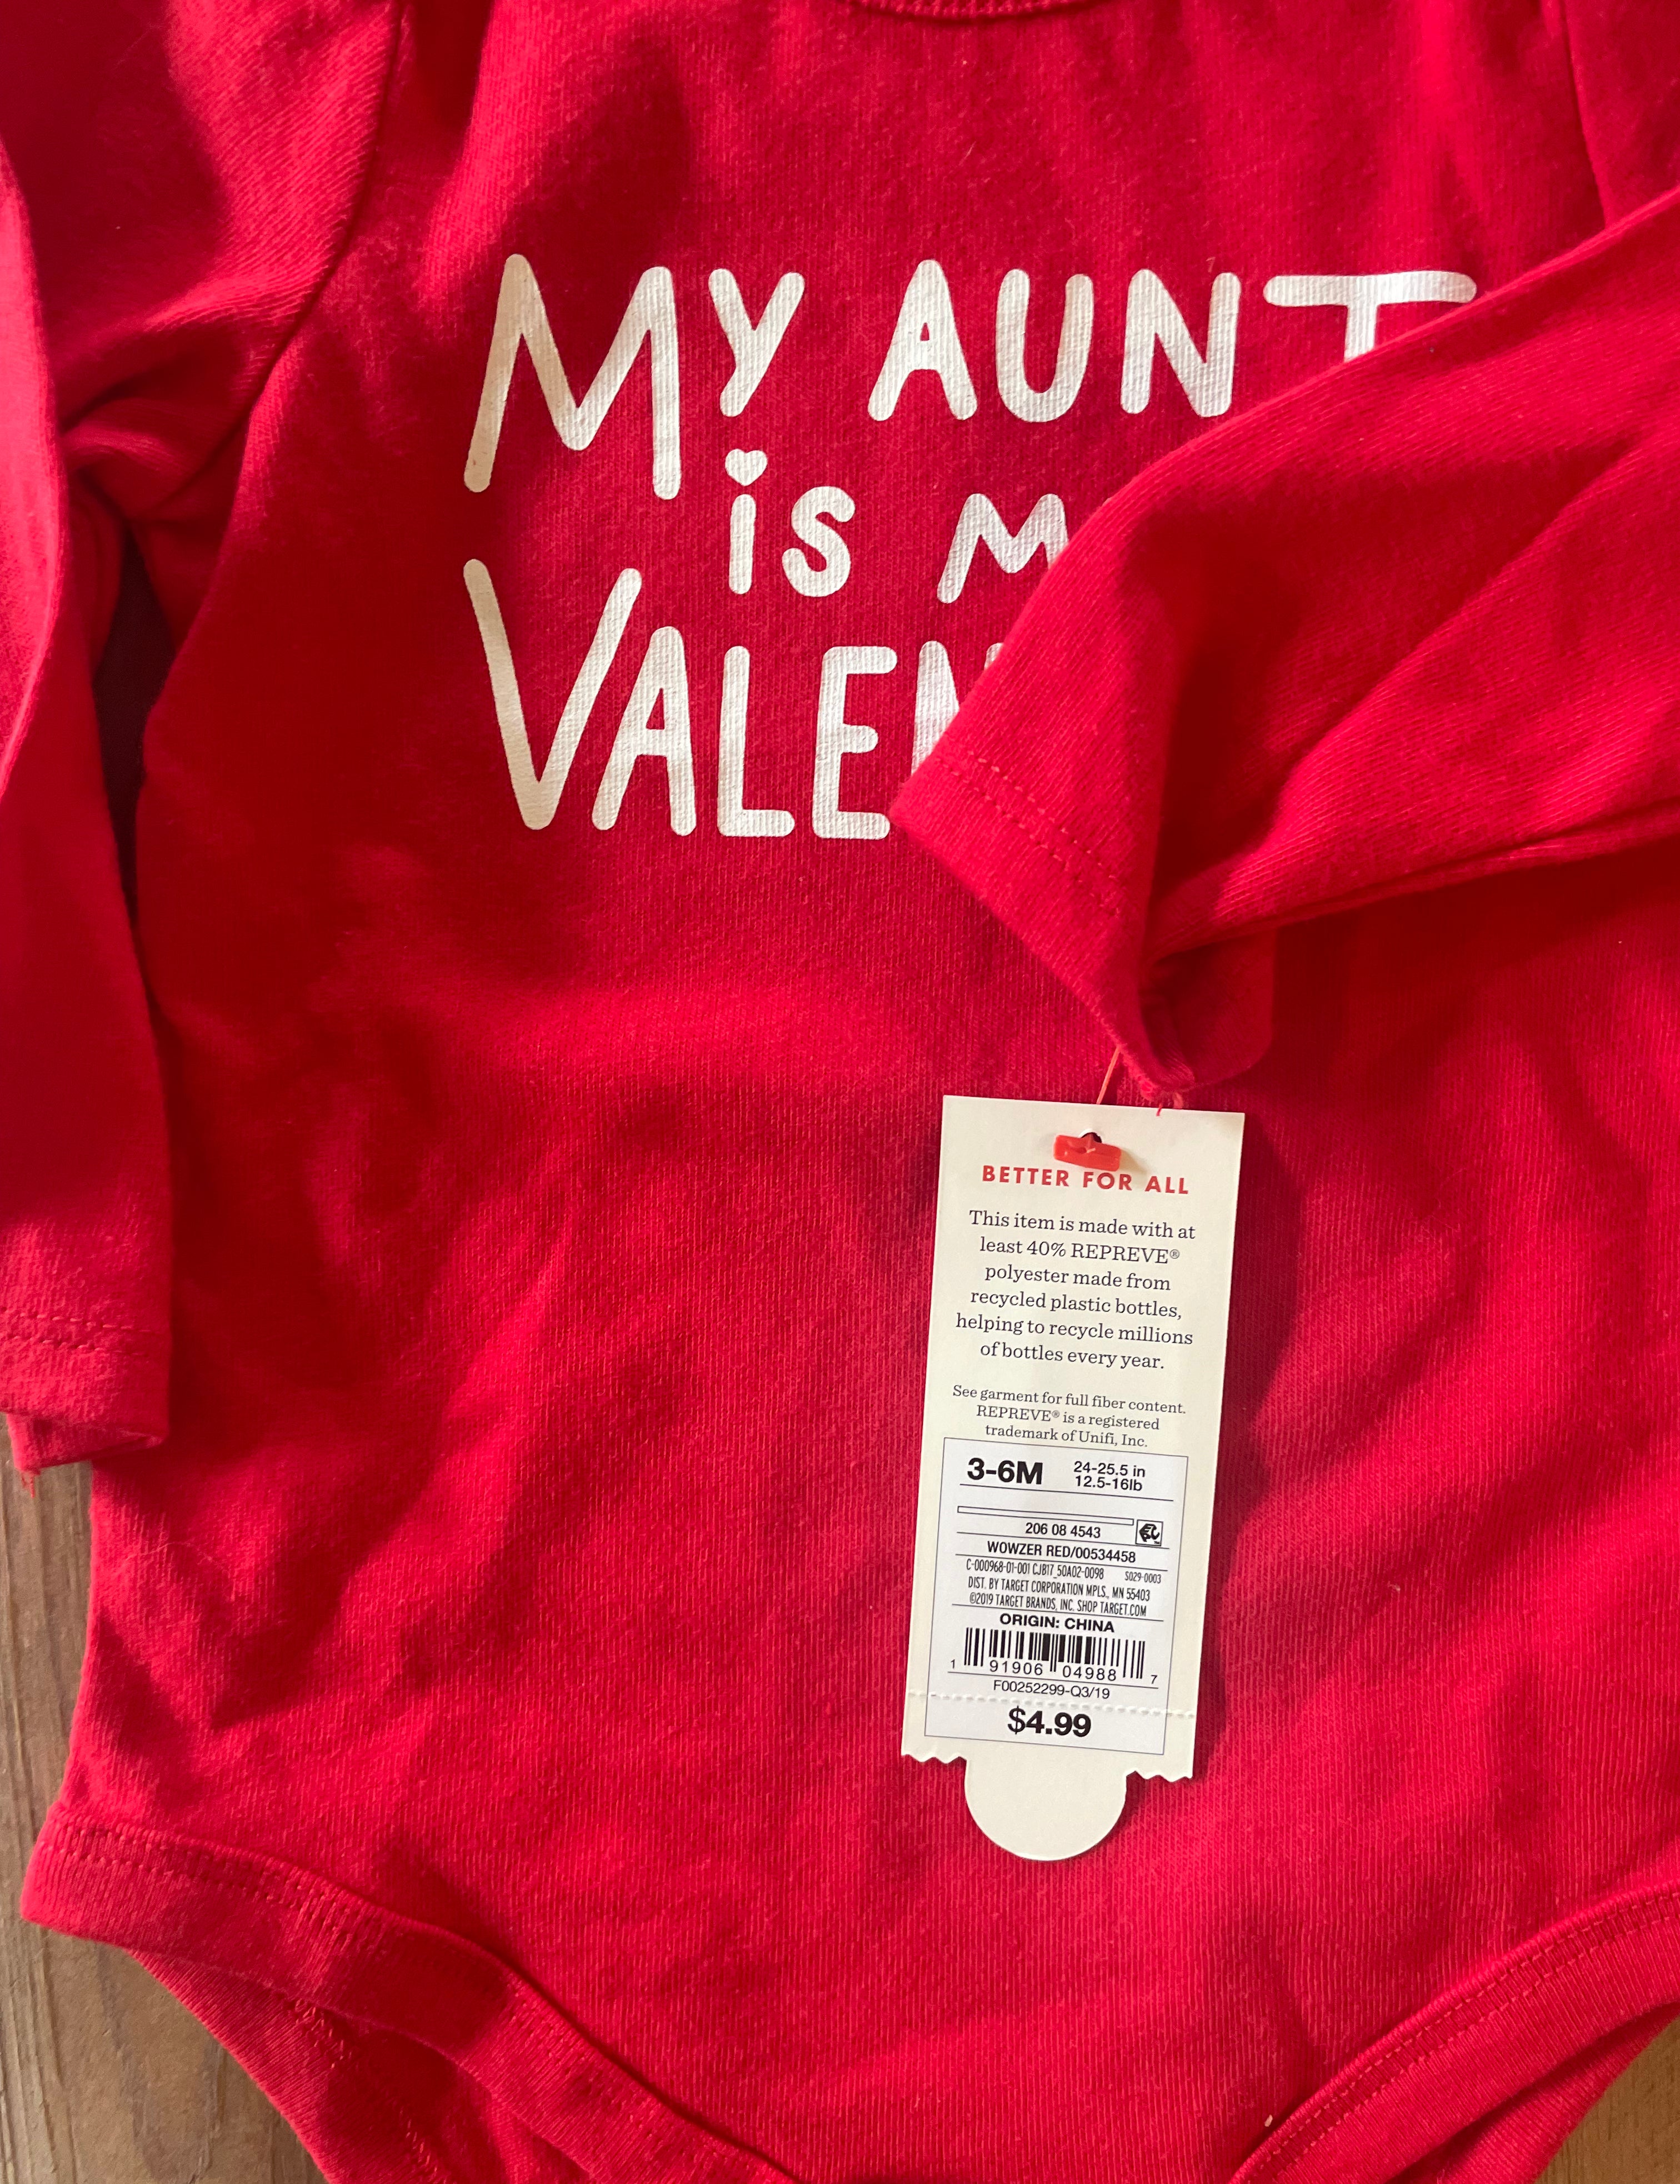 MY AUNT
is M
VALEN
BETTER FOR ALL
This item is made with at
least 40% REPREVE®
polyester made from
recycled plastic bottles,
helping to recycle millions
of bottles every year.
See garment for full fiber content.
REPREVE® is a registered
trademark of Unifi, Inc.
3-6M 24-25.5 in
12.5-16lb
206 08 4543
WOWZER RED/00534458
C-000968-01-001 CJB17_50A02-0098 S029-0003
DIST. BY TARGET CORPORATION MPLS., MN 55403
©2019 TARGET BRANDS, INC. SHOP TARGET.COM
ORIGIN: CHINA
1 91906 04988 7
F00252299-Q3/19
$4.99